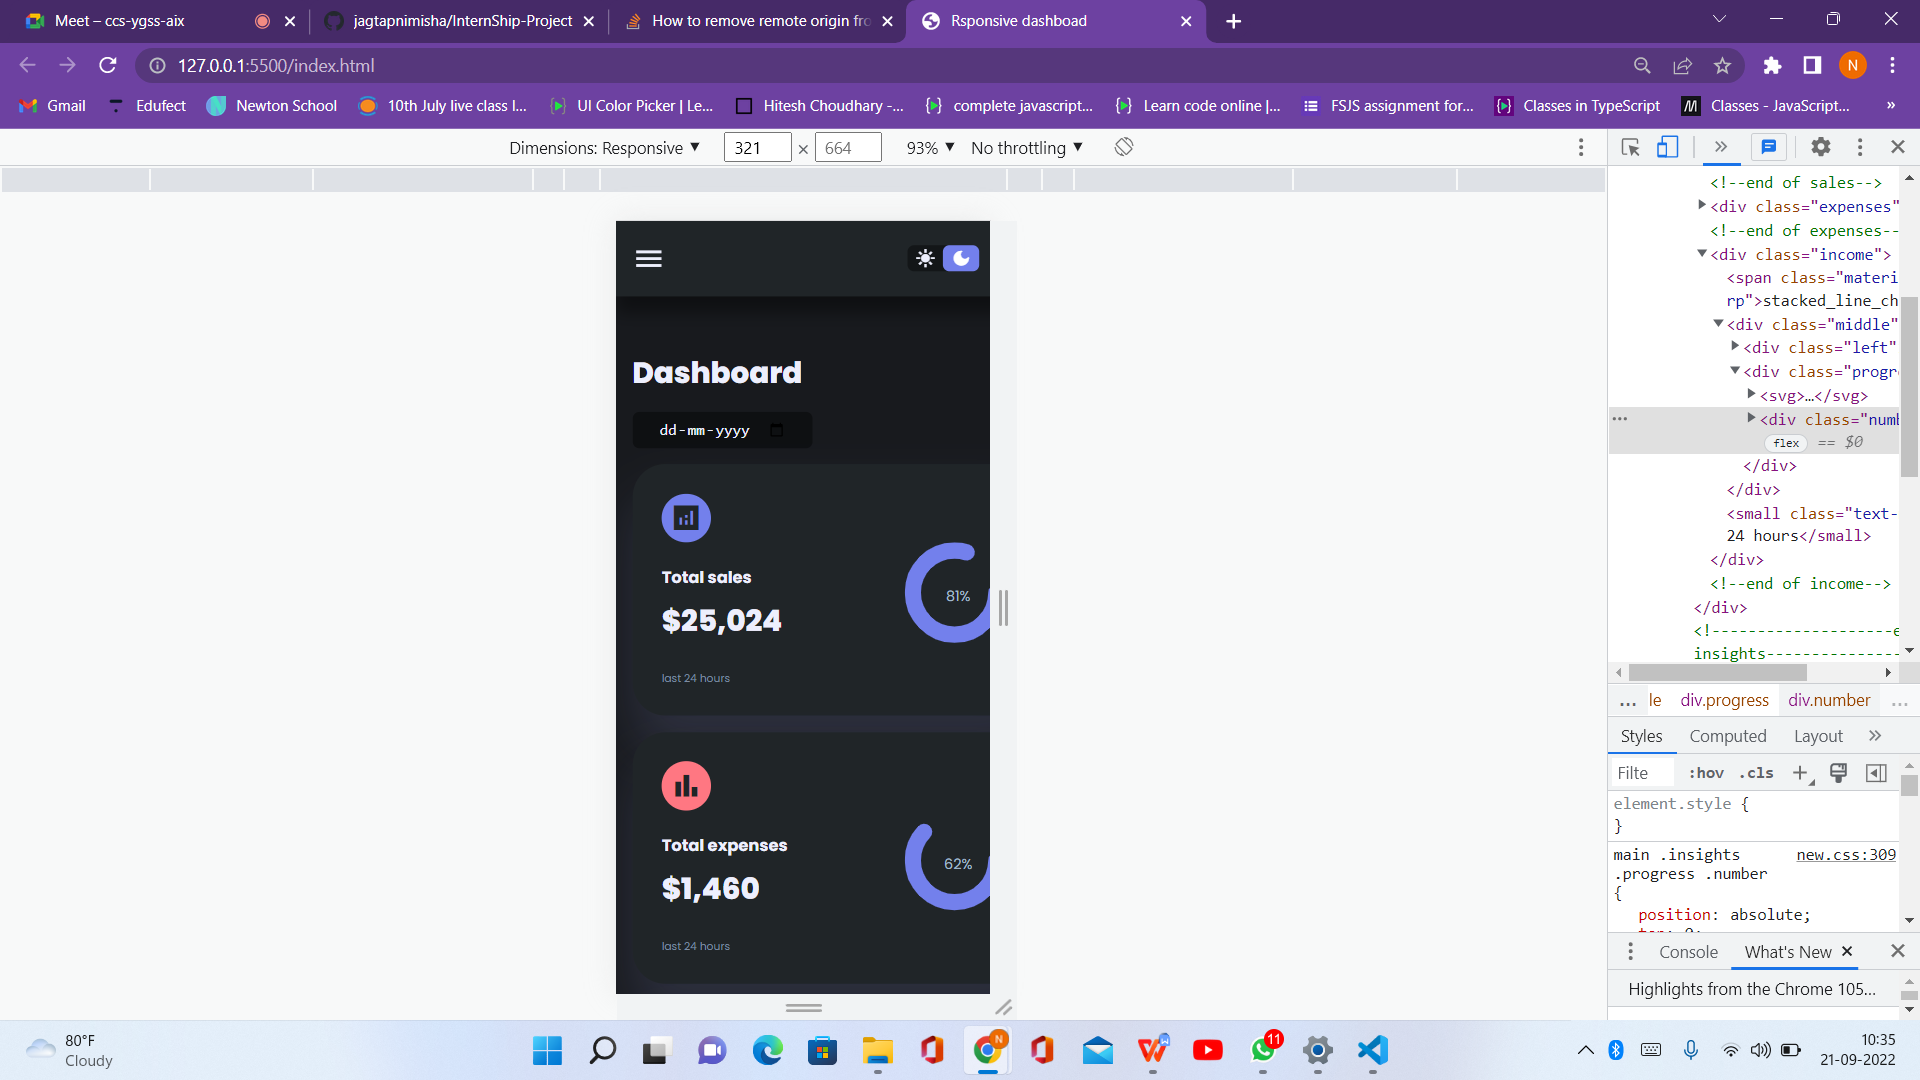 Meet – ccs-ygss-aix
jagtapnimisha/InternShip-Project
How to remove remote origin fro
Rsponsive dashboad
127.0.0.1:5500/index.html
N
Gmail
Edufect
Newton School
10th July live class l...
UI Color Picker | Le...
Hitesh Choudhary -...
complete javascript...
Learn code online |...
FSJS assignment for...
Classes in TypeScript
Classes - JavaScript...
»
Dimensions: Responsive
321 × 664
93%
No throttling
Dashboard
dd-mm-yyyy
Total sales
$25,024
81%
last 24 hours
Total expenses
$1,460
62%
last 24 hours
<!--end of sales-->
<div class="expenses"
<!--end of expenses--
<div class="income">
<span class="materi
rp">stacked_line_ch
<div class="middle"
<div class="left"
<div class="progr
<svg>…</svg>
<div class="numb
flex == $0
</div>
</div>
<small class="text-
24 hours</small>
</div>
<!--end of income-->
</div>
<!--------------------e
insights---------------
... le div.progress div.number ...
Styles Computed Layout »
Filte :hov .cls
element.style {
}
main .insights new.css:309
.progress .number
{
position: absolute;
Console What's New
Highlights from the Chrome 105...
80°F
Cloudy
N
11
10:35
21-09-2022